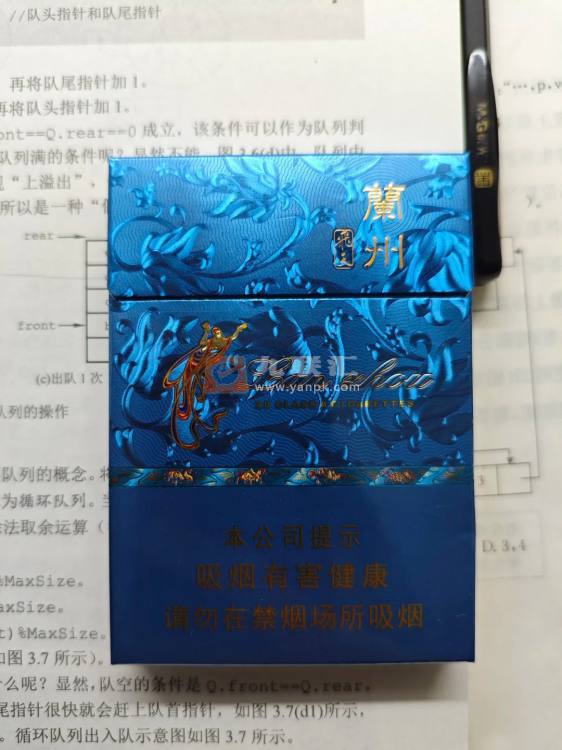 //队头指针和队尾指针
再将队尾指针加1。
再将队头指针加1。
ont==Q.rear==0 成立，该条件可以作为队列判
队列满的条件呢？显然不能，图3.6(d)中，队列中
“上溢出”，
所以是一种
rear
front
(c)出队1次
队列的操作
队列的概念。将
为循环队列。当
余法取余运算（
%MaxSize。
axSize。
t)%MaxSize。
如图 3.7 所示）。
什么呢？显然，队空的条件是 Q.front==Q.rear。
尾指针很快就会赶上队首指针，如图 3.7(d1)所示，
。循环队列出入队示意图如图 3.7 所示。
M&G
3
D. 3,4
蘭州
飛天
九联汇
www.yanpk.com
Lanzhou
本公司提示
吸烟有害健康
请勿在禁烟场所吸烟